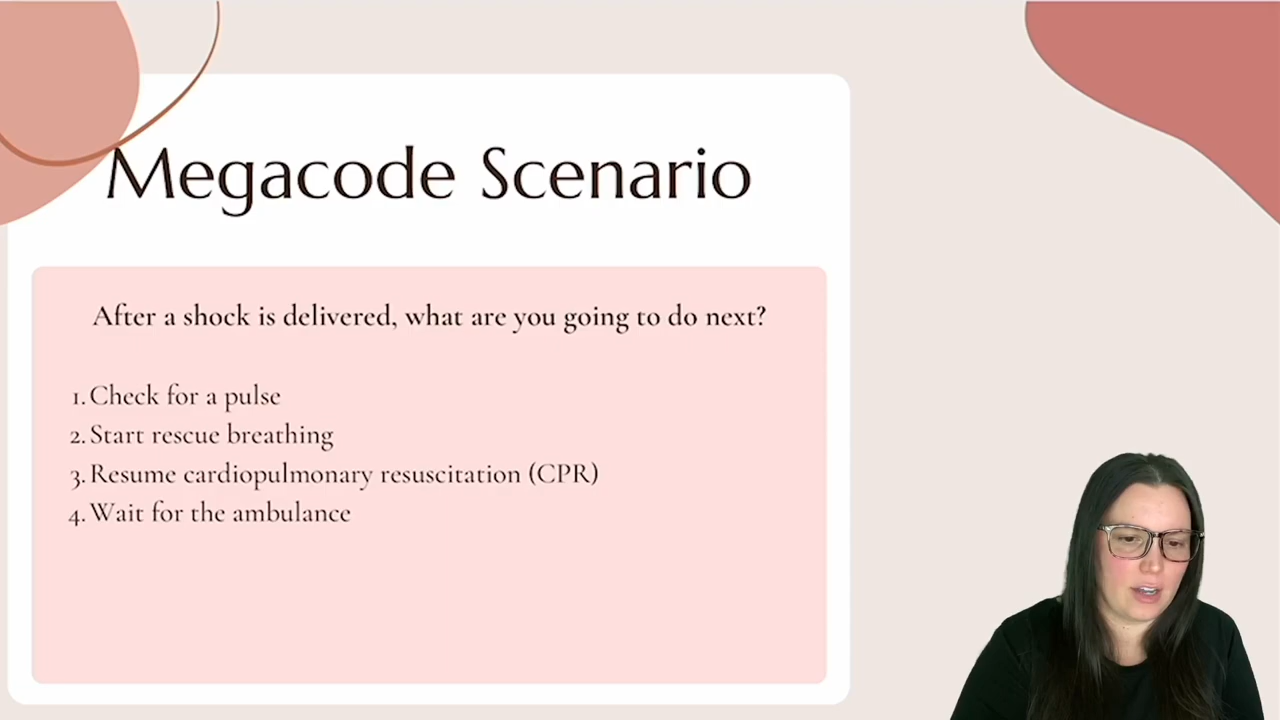 Megacode Scenario
After a shock is delivered, what are you going to do next?
1. Check for a pulse
2. Start rescue breathing
3. Resume cardiopulmonary resuscitation (CPR)
4. Wait for the ambulance